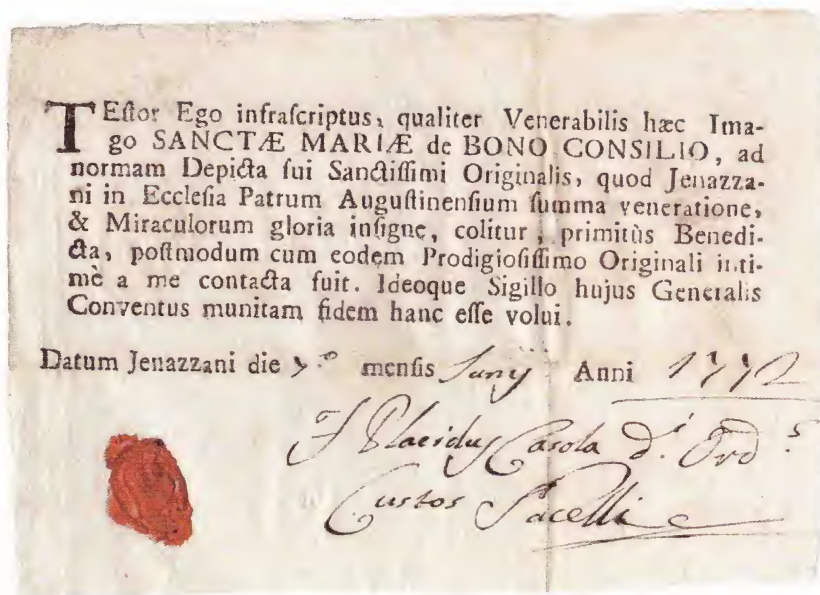 TEſtor Ego infraſcriptus, qualiter Venerabilis hæc Ima-
go SANCTÆ MARIÆ de BONO CONSILIO, ad
normam Depicta ſui Sanctiſſimi Originalis, quod Jenazza-
ni in Eccleſia Patrum Auguſtinenſium ſumma veneratione,
& Miraculorum gloria inſigne, colitur, primitùs Benedi-
cta, poſtmodum cum eodem Prodigioſiſſimo Originali inti-
mè a me contacta fuit. Ideoque Sigillo hujus Generalis
Conventus munitam fidem hanc eſſe volui.
Datum Jenazzani die menſis Junij Anni 1772
F Placidus Casola d.i Ord.s
Custos Sacelli